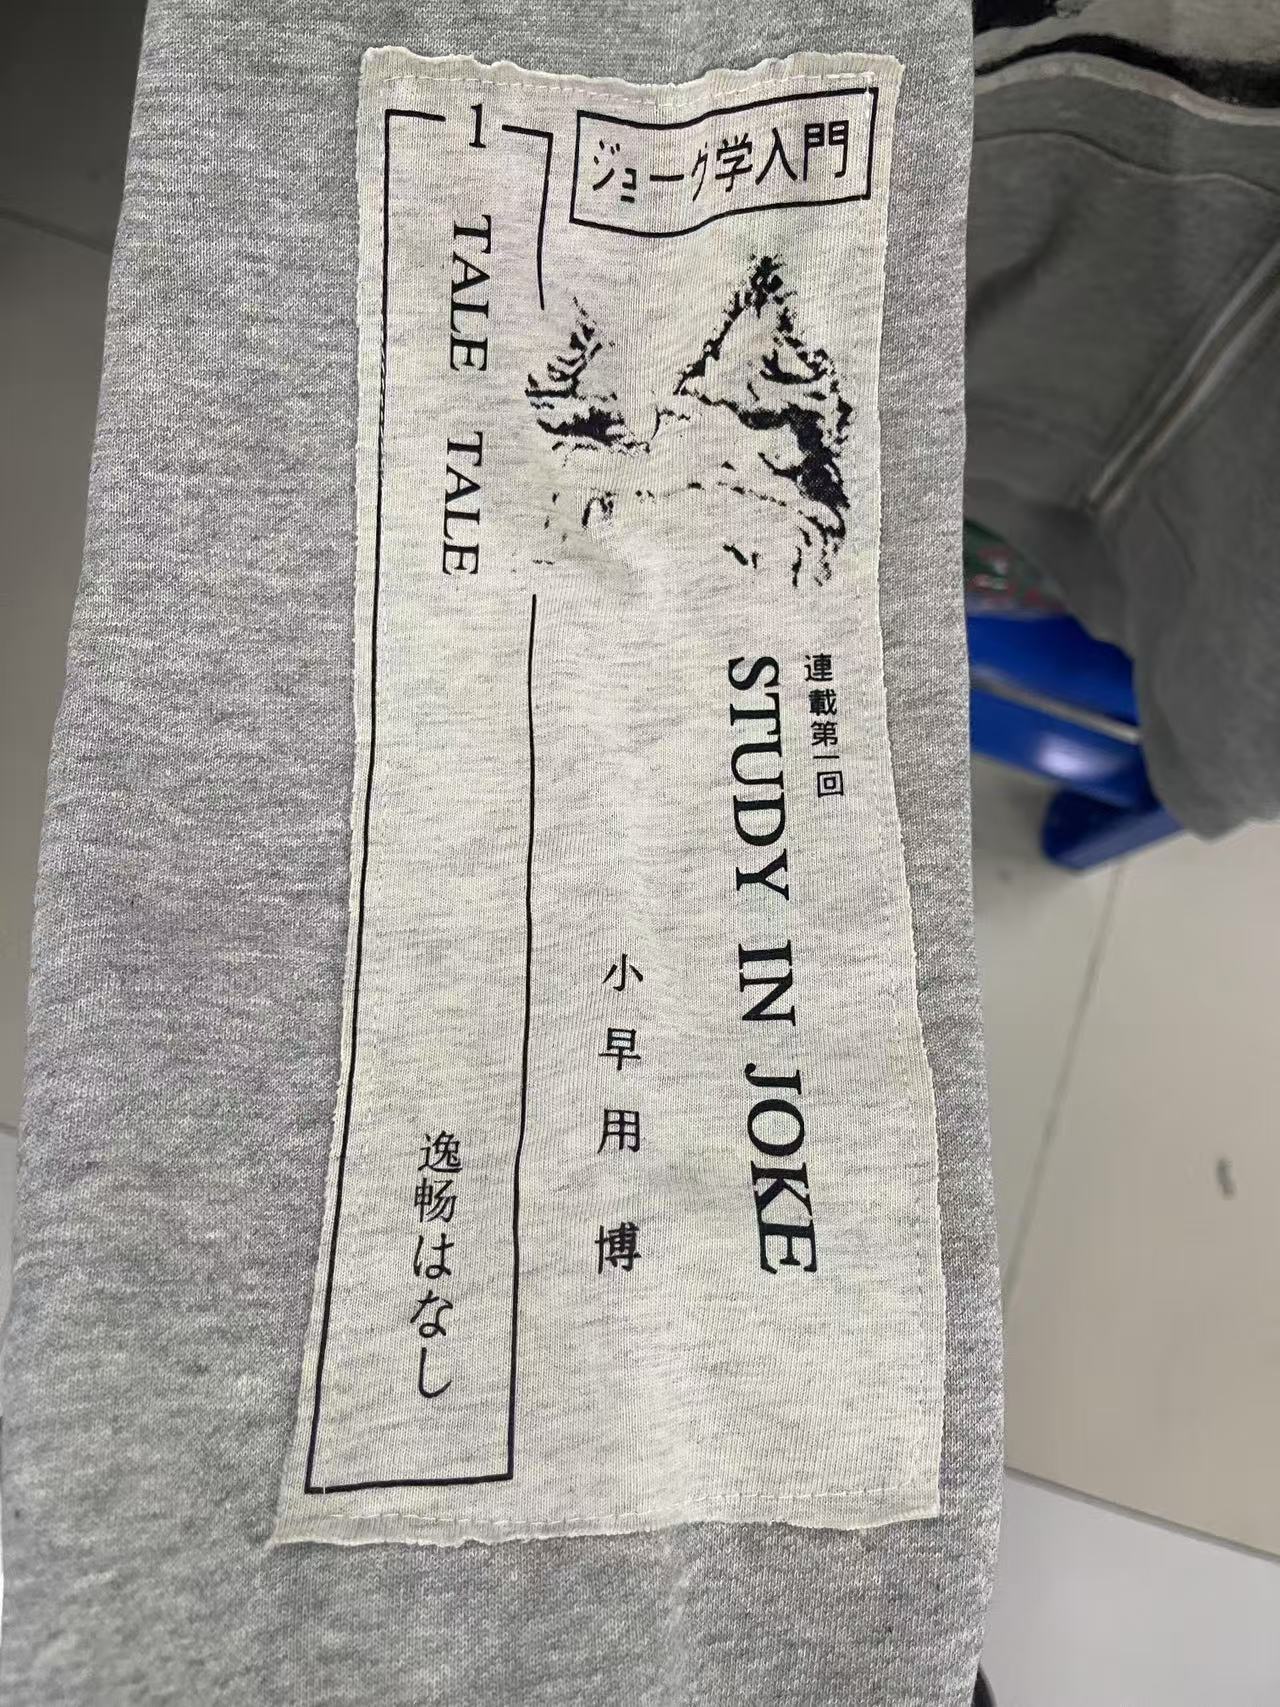 ジョーク学入門
連載第一回
STUDY IN JOKE
小早用 博
1 TALE TALE
逸畅はなし